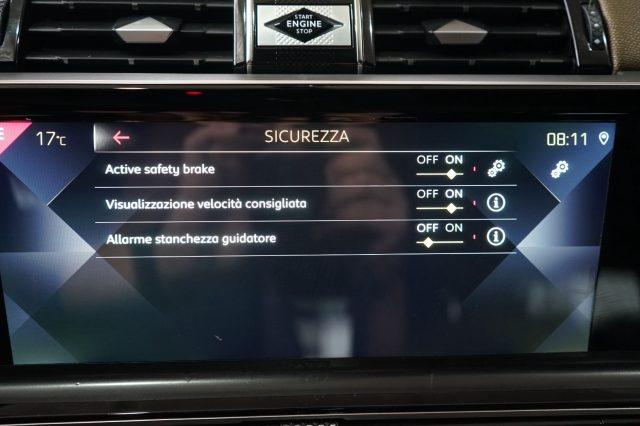 START
ENGINE
STOP
17°C
SICUREZZA
08:11
Active safety brake
OFF ON
Visualizzazione velocità consigliata
OFF ON
Allarme stanchezza guidatore
OFF ON